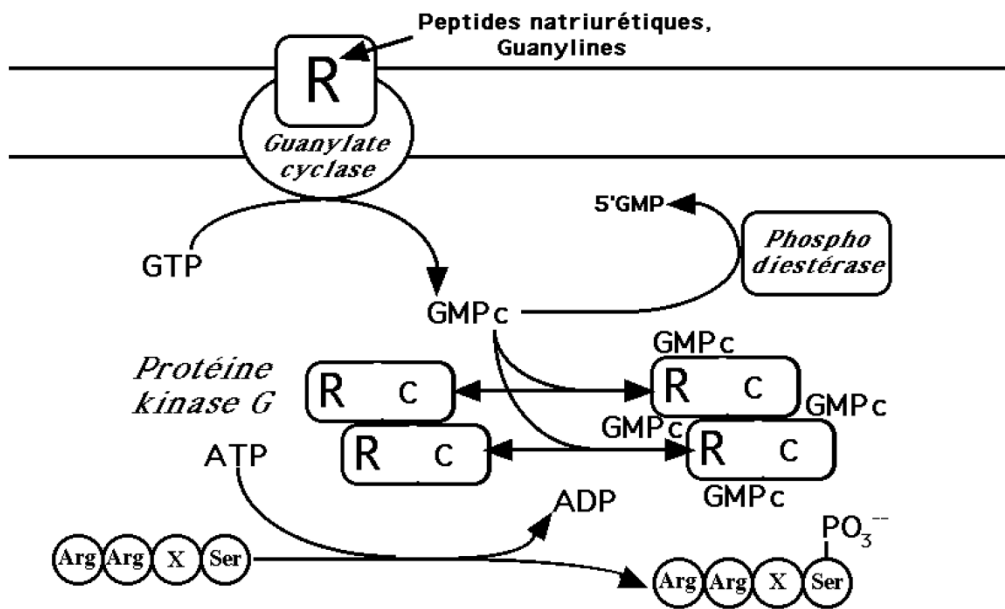 Peptides natriurétiques,
Guanylines
R
Guanylate
cyclase
5'GMP
Phospho
diestérase
GTP
GMPc
Protéine
kinase G
R c
R c
GMPc
R c
GMPc
GMPc
R c
GMPc
ATP
ADP
PO3--
Arg Arg X Ser
Arg Arg X Ser